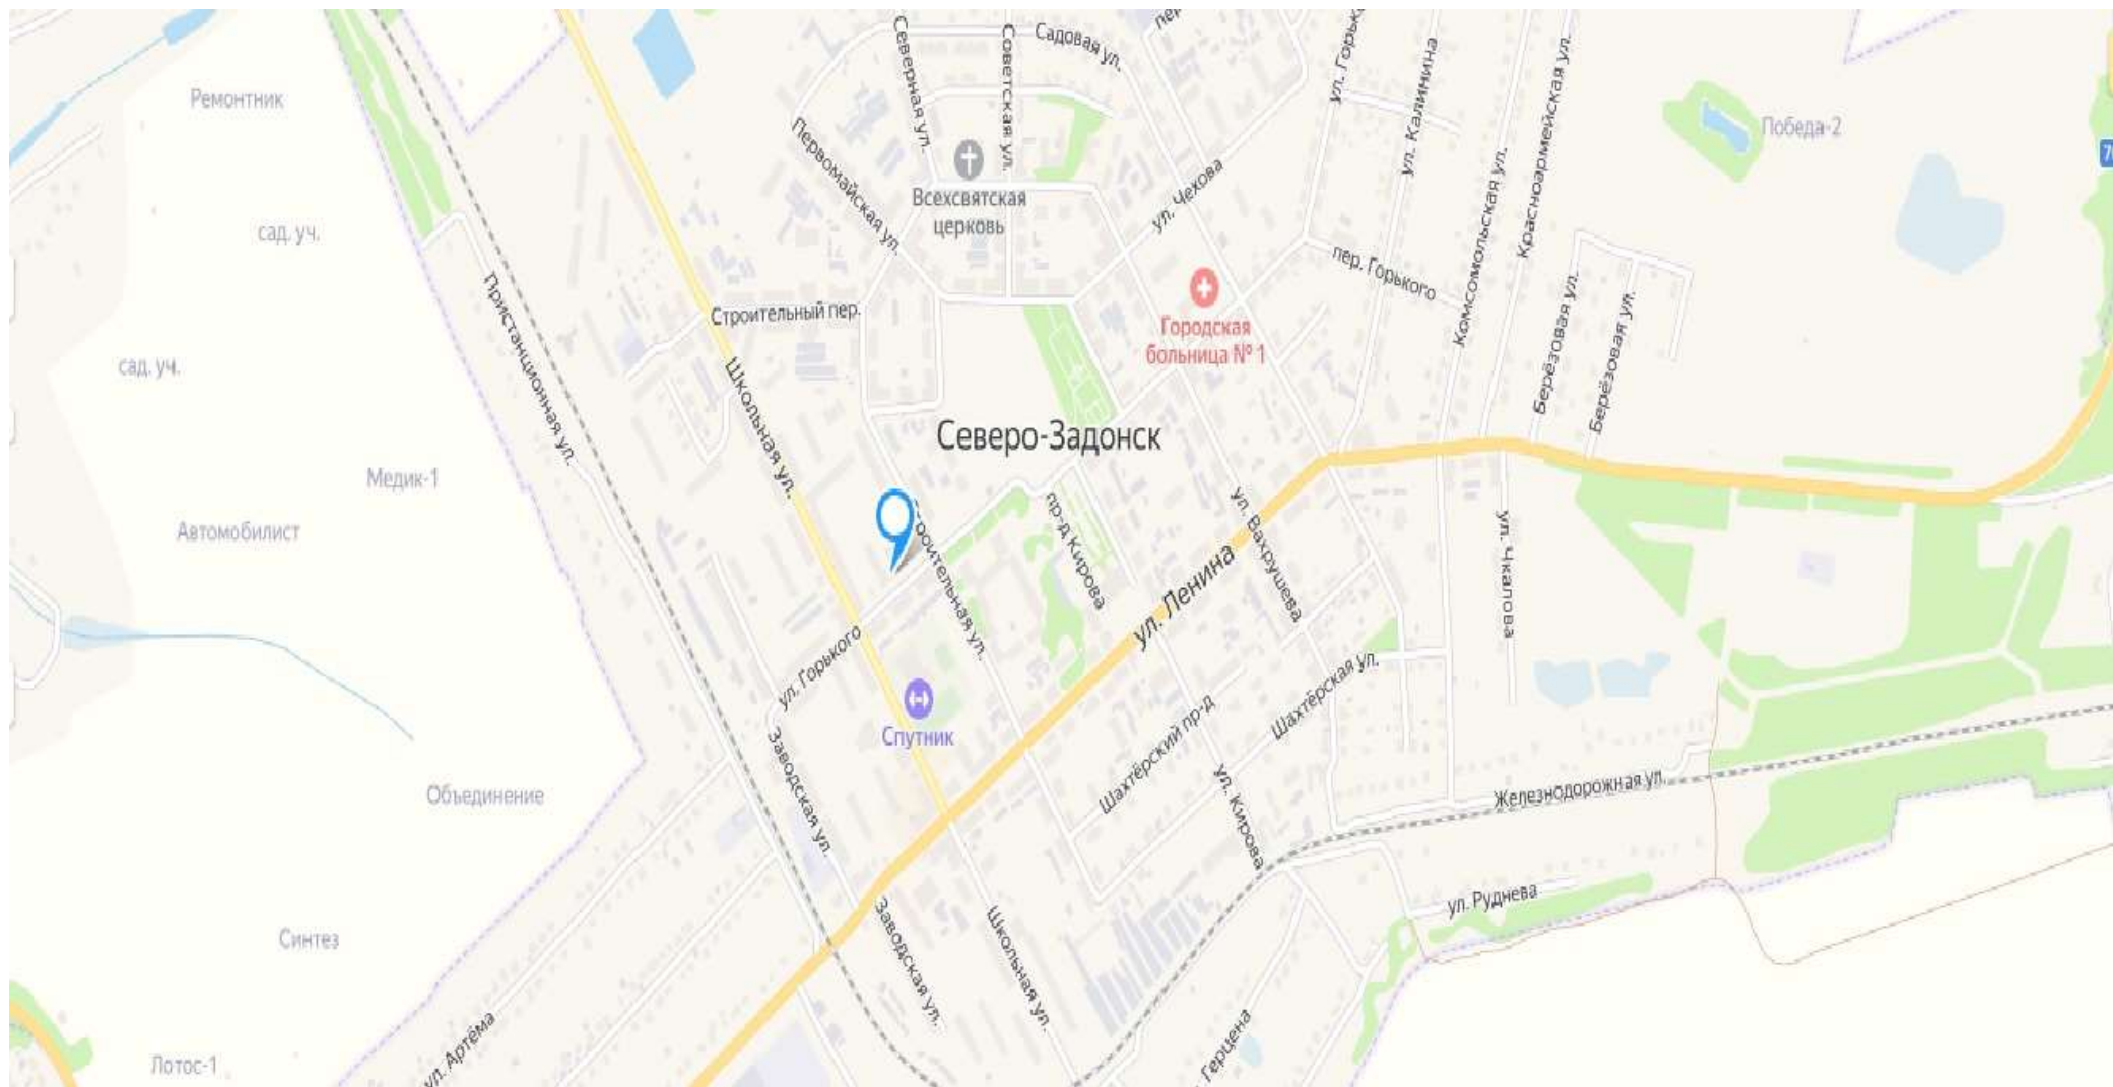 Северная ул.
Советская ул.
Садовая ул.
пер
ул. Горьк
ул. Калинина
Красноармейская ул.
Ремонтник
Победа-2
Первомайская ул.
Всехсвятская
церковь
ул. Чехова
Комсомольская ул.
сад. уч.
пер. Горького
Пристанционная ул.
Строительный пер.
Городская
больница № 1
Берёзовая ул.
Берёзовая ул.
сад. уч.
Школьная ул.
Северо-Задонск
Медик-1
Автомобилист
троительная ул.
пр-д Кирова
ул. Вахрушева
ул. Чкалова
ул. Ленина
ул. Горького
Шахтёрская ул.
Спутник
Шахтёрский пр-д
Заводская ул.
ул. Кирова
Железнодорожная ул.
Объединение
ул. Руднева
Заводская ул.
Школьная ул.
Синтез
ул. Артёма
Герцена
Лотос-1